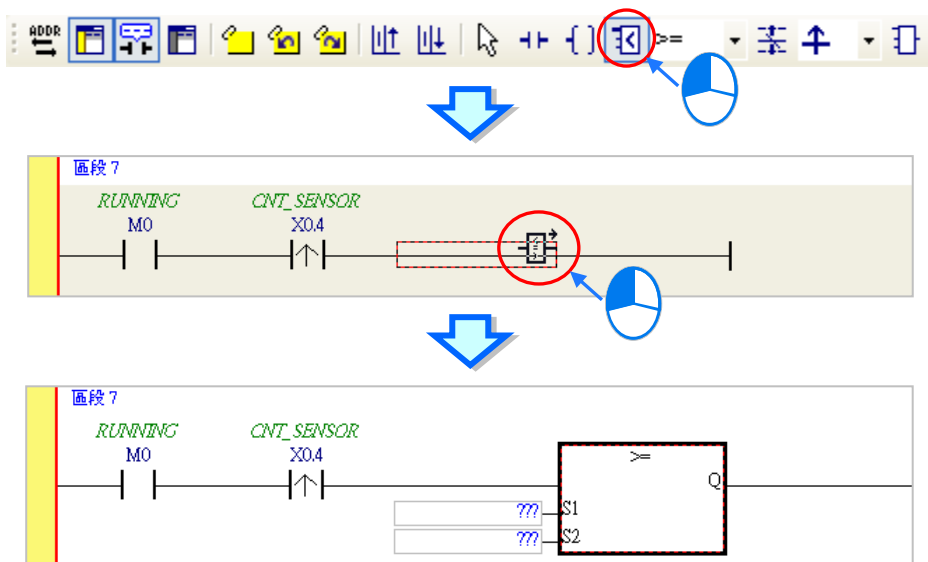 ADDR
>=
區段 7
RUNNING CNT_SENSOR
M0 X0.4
區段 7
RUNNING CNT_SENSOR
M0 X0.4
>=
Q
??? S1
??? S2